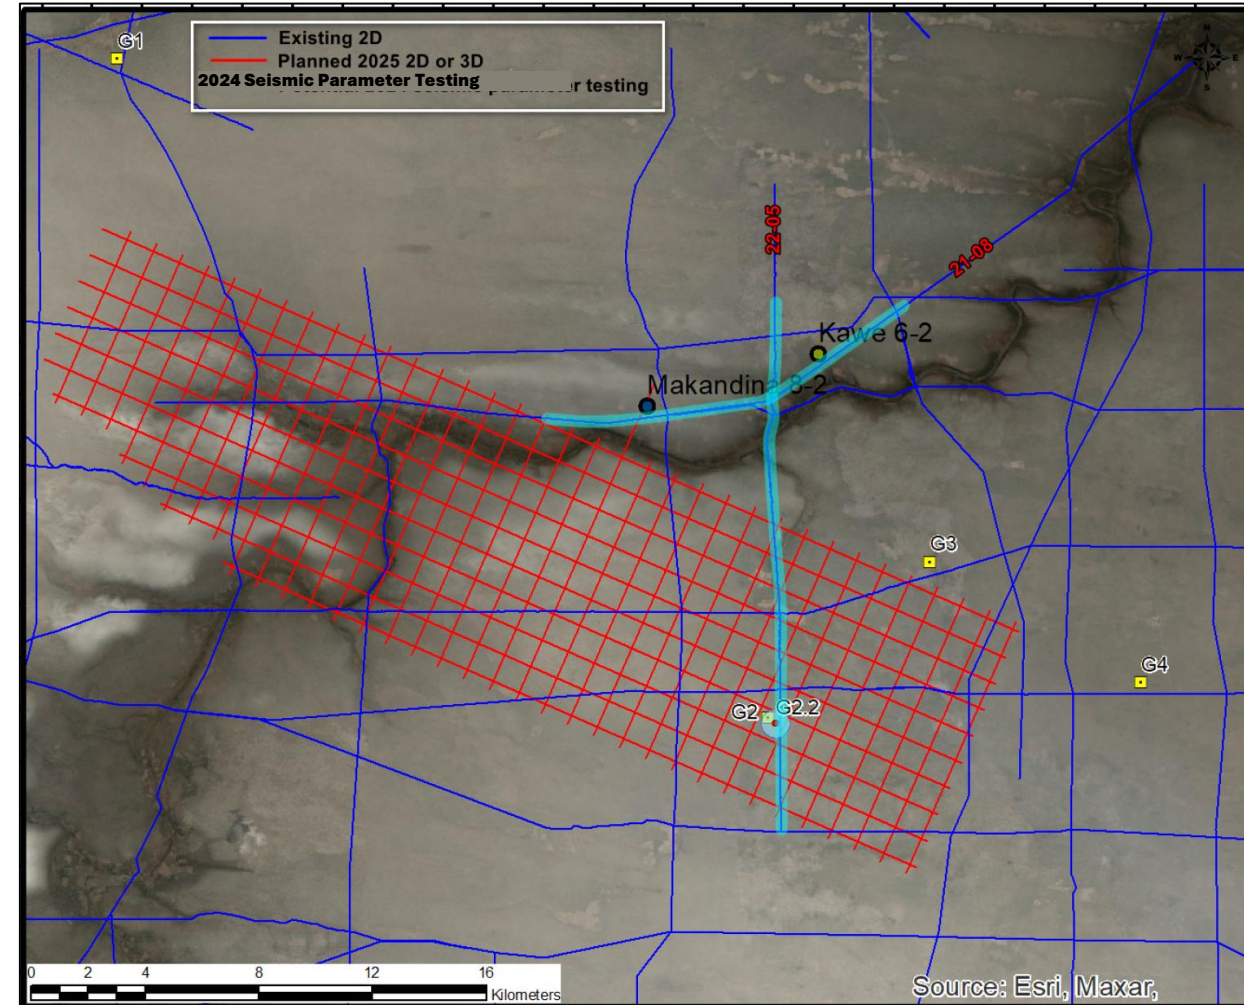 G1
Existing 2D
Planned 2025 2D or 3D
2024 Seismic Parameter Testing
r testing
N
W E
S
22-05
21-08
Kawe 6-2
Makandina 8-2
G3
G4
G2
G2.2
0 2 4 8 12 16
Kilometers
Source: Esri, Maxar,